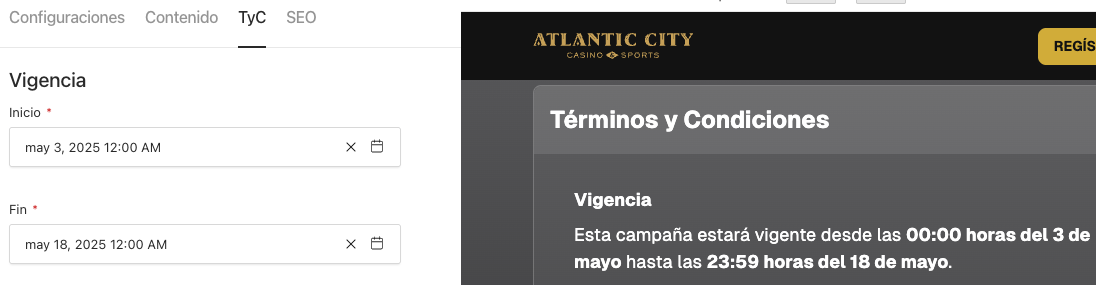 Configuraciones Contenido TyC SEO
Vigencia
Inicio *
may 3, 2025 12:00 AM
Fin *
may 18, 2025 12:00 AM
ATLANTIC CITY
CASINO & SPORTS
REGÍS
Términos y Condiciones
Vigencia
Esta campaña estará vigente desde las 00:00 horas del 3 de
mayo hasta las 23:59 horas del 18 de mayo.